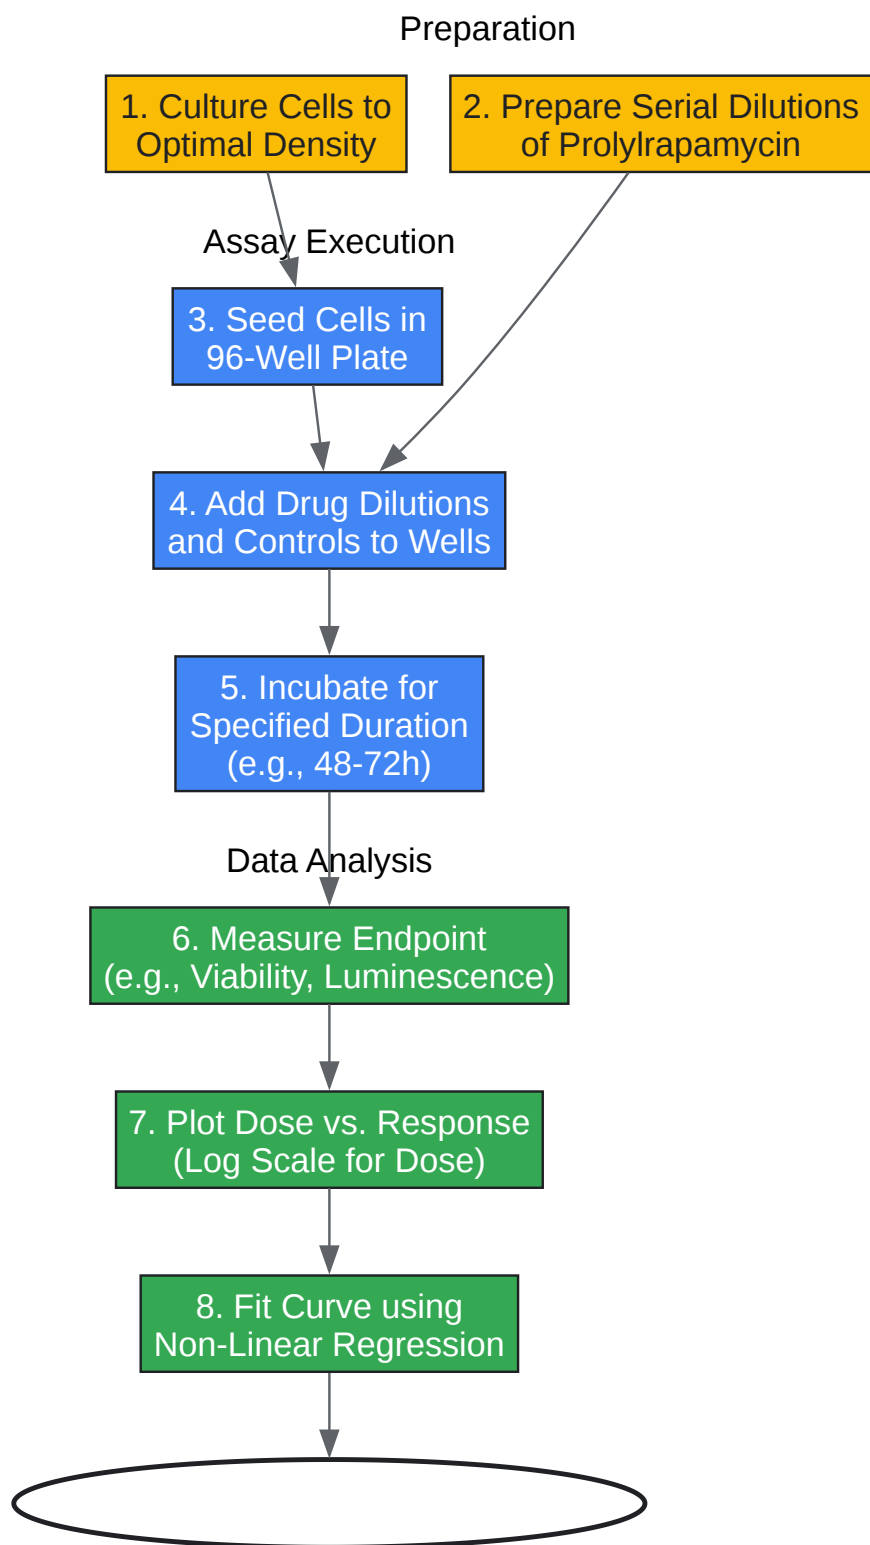 Preparation
1. Culture Cells to
Optimal Density
2. Prepare Serial Dilutions
of Prolylrapamycin
Assay Execution
3. Seed Cells in
96-Well Plate
4. Add Drug Dilutions
and Controls to Wells
5. Incubate for
Specified Duration
(e.g., 48-72h)
Data Analysis
6. Measure Endpoint
(e.g., Viability, Luminescence)
7. Plot Dose vs. Response
(Log Scale for Dose)
8. Fit Curve using
Non-Linear Regression